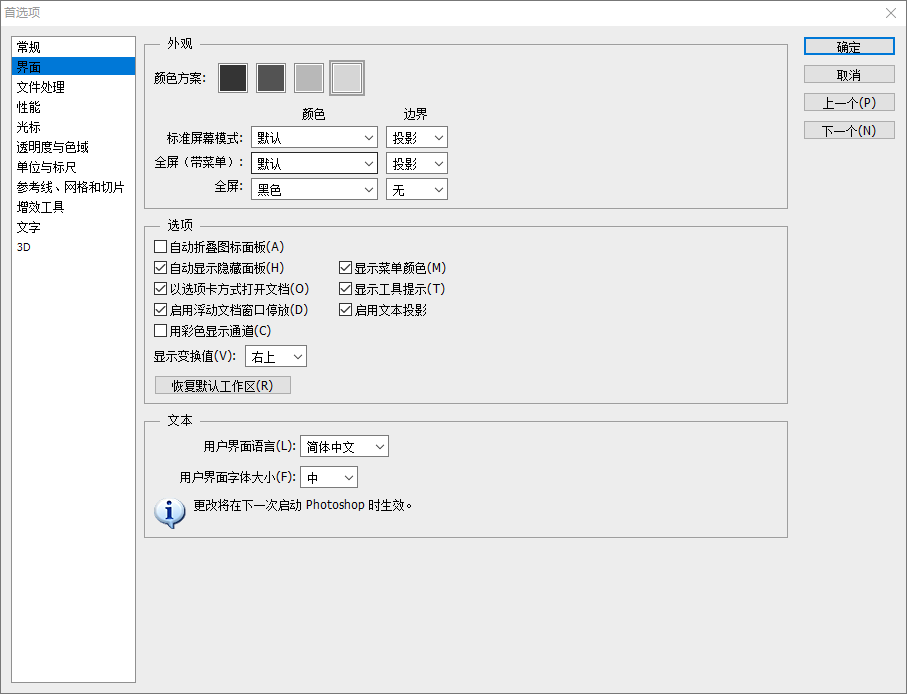 首选项
常规
界面
文件处理
性能
光标
透明度与色域
单位与标尺
参考线、网格和切片
增效工具
文字
3D
外观
颜色方案:
颜色 边界
标准屏幕模式: 默认 投影
全屏（带菜单）: 默认 投影
全屏: 黑色 无
选项
自动折叠图标面板(A)
自动显示隐藏面板(H) 显示菜单颜色(M)
以选项卡方式打开文档(O) 显示工具提示(T)
启用浮动文档窗口停放(D) 启用文本投影
用彩色显示通道(C)
显示变换值(V): 右上
恢复默认工作区(R)
文本
用户界面语言(L): 简体中文
用户界面字体大小(F): 中
更改将在下一次启动 Photoshop 时生效。
确定
取消
上一个(P)
下一个(N)